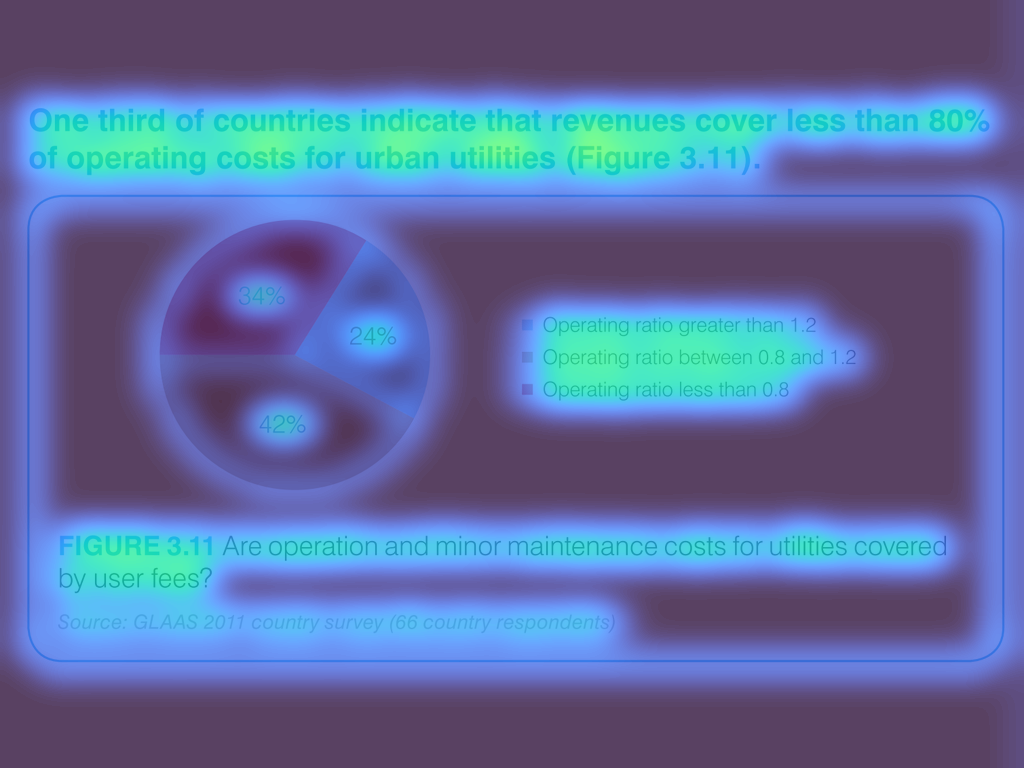 One third of countries indicate that revenues cover less than 80%
of operating costs for urban utilities (Figure 3.11).
34%
24%
42%
Operating ratio greater than 1.2
Operating ratio between 0.8 and 1.2
Operating ratio less than 0.8
FIGURE 3.11 Are operation and minor maintenance costs for utilities covered
by user fees?
Source: GLAAS 2011 country survey (66 country respondents)